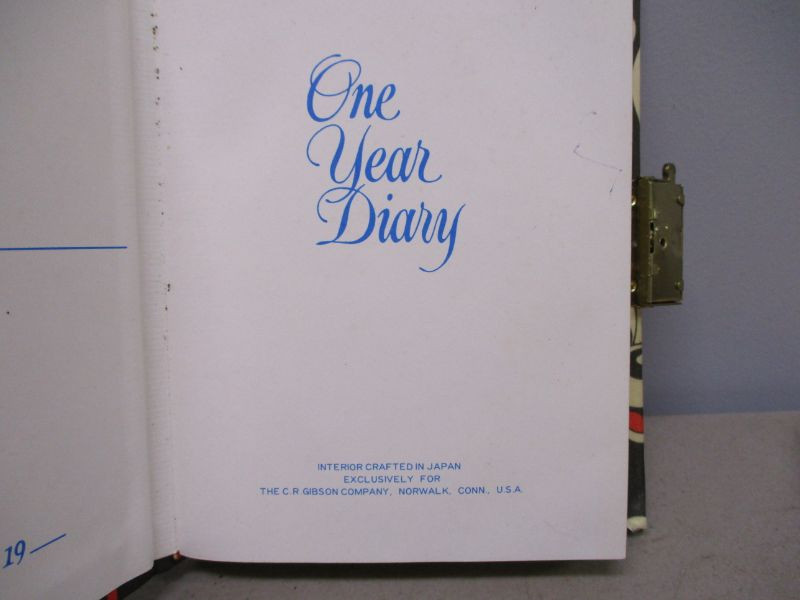 19
One
Year
Diary
INTERIOR CRAFTED IN JAPAN
EXCLUSIVELY FOR
THE C.R GIBSON COMPANY, NORWALK, CONN., U.S.A.